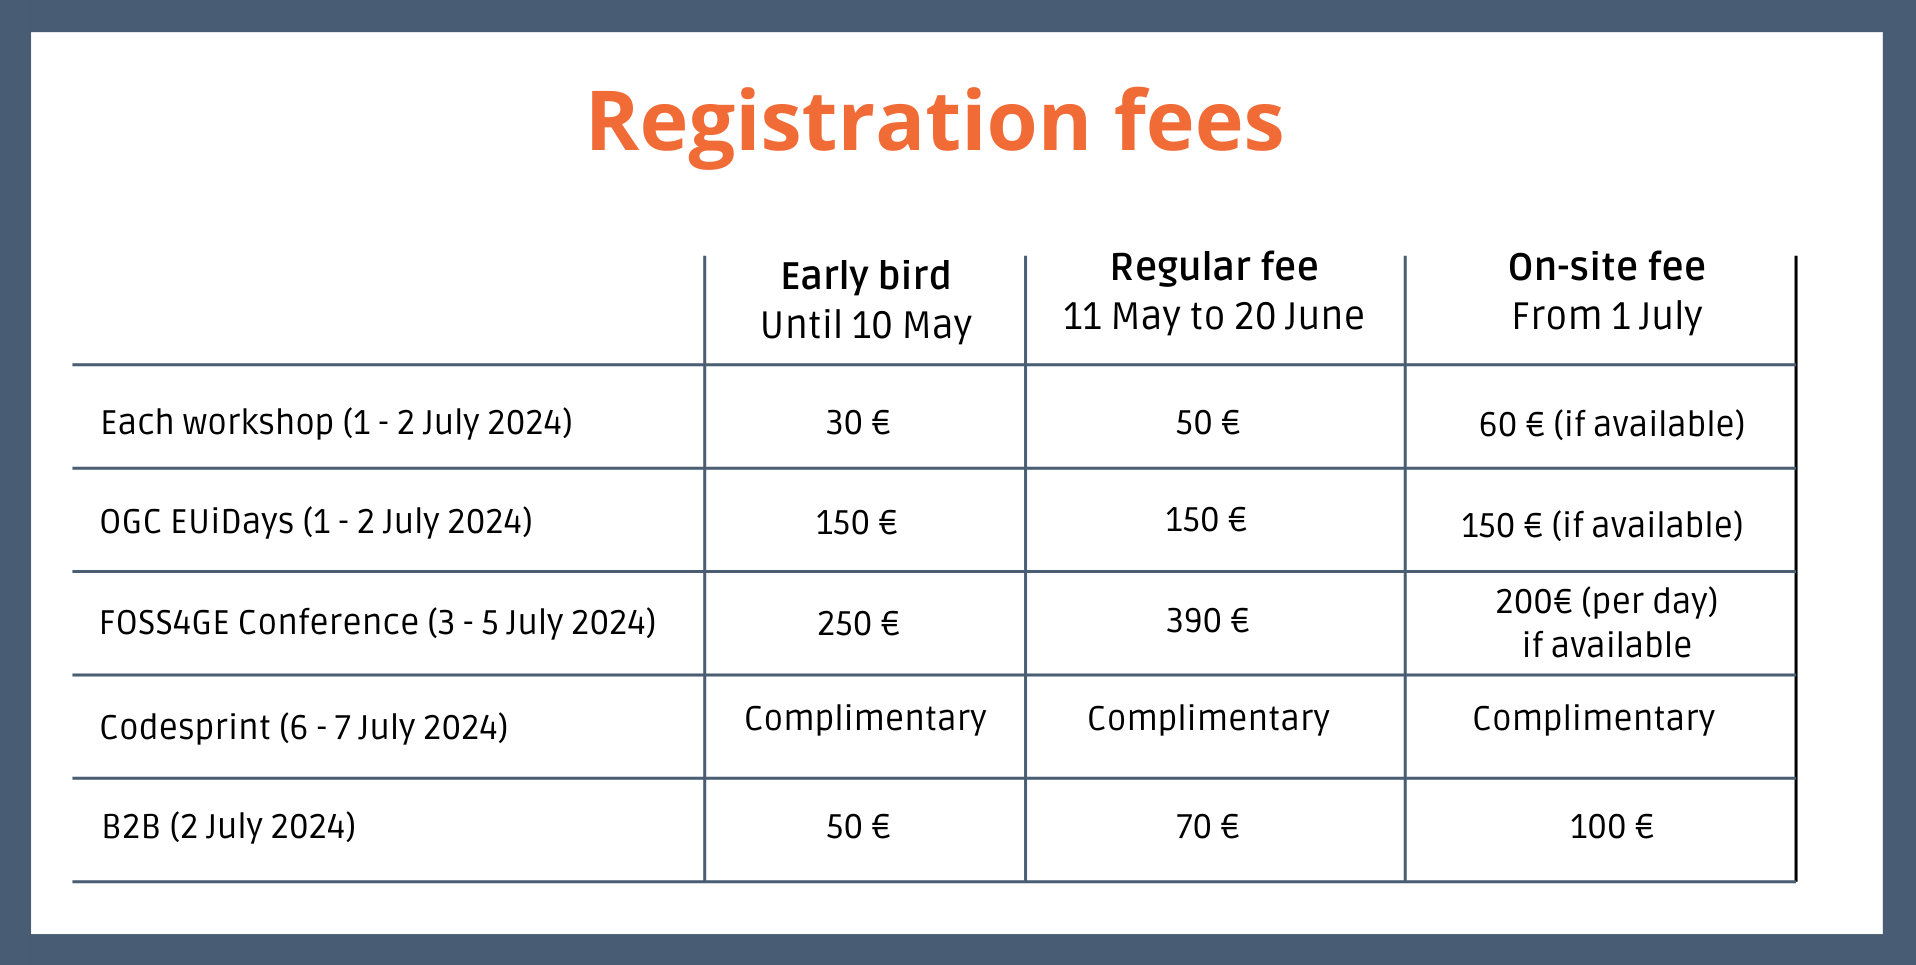 Registration fees
Early bird
Until 10 May
Regular fee
11 May to 20 June
On-site fee
From 1 July
Each workshop (1 - 2 July 2024)
30 €
50 €
60 € (if available)
OGC EUiDays (1 - 2 July 2024)
150 €
150 €
150 € (if available)
FOSS4GE Conference (3 - 5 July 2024)
250 €
390 €
200€ (per day)
if available
Codesprint (6 - 7 July 2024)
Complimentary
Complimentary
Complimentary
B2B (2 July 2024)
50 €
70 €
100 €